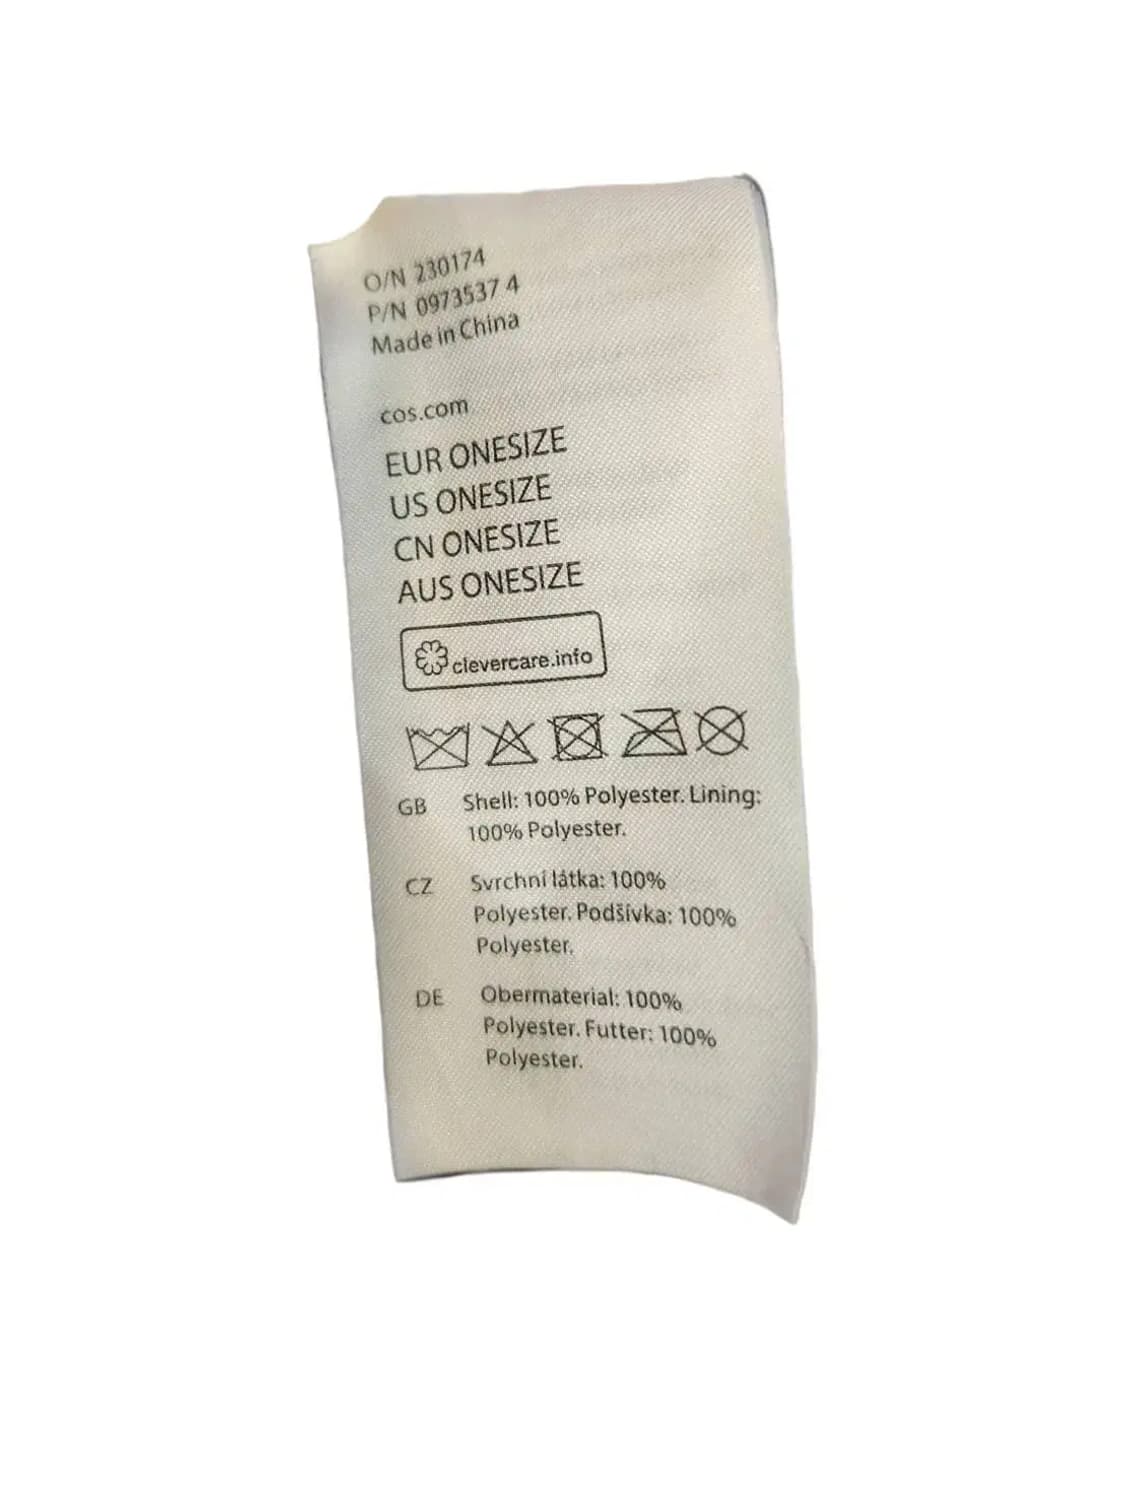 O/N 230174
P/N 0973537 4
Made in China
cos.com
EUR ONESIZE
US ONESIZE
CN ONESIZE
AUS ONESIZE
clevercare.info
GB Shell: 100% Polyester. Lining:
100% Polyester.
CZ Svrchní látka: 100%
Polyester. Podšívka: 100%
Polyester.
DE Obermaterial: 100%
Polyester. Futter: 100%
Polyester.